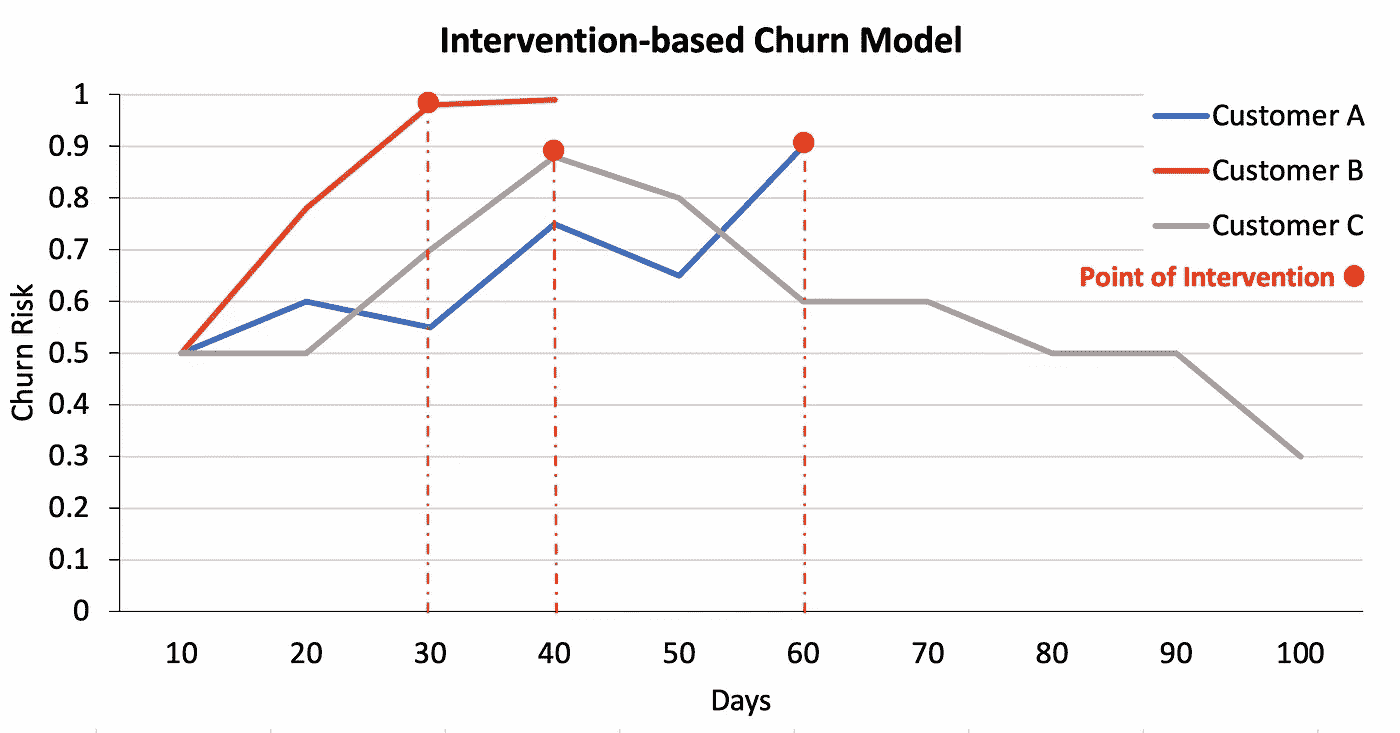 Intervention-based Churn Model
1
0.9
0.8
0.7
0.6
0.5
0.4
0.3
0.2
0.1
0
Churn Risk
10 20 30 40 50 60 70 80 90 100
Days
Customer A
Customer B
Customer C
Point of Intervention